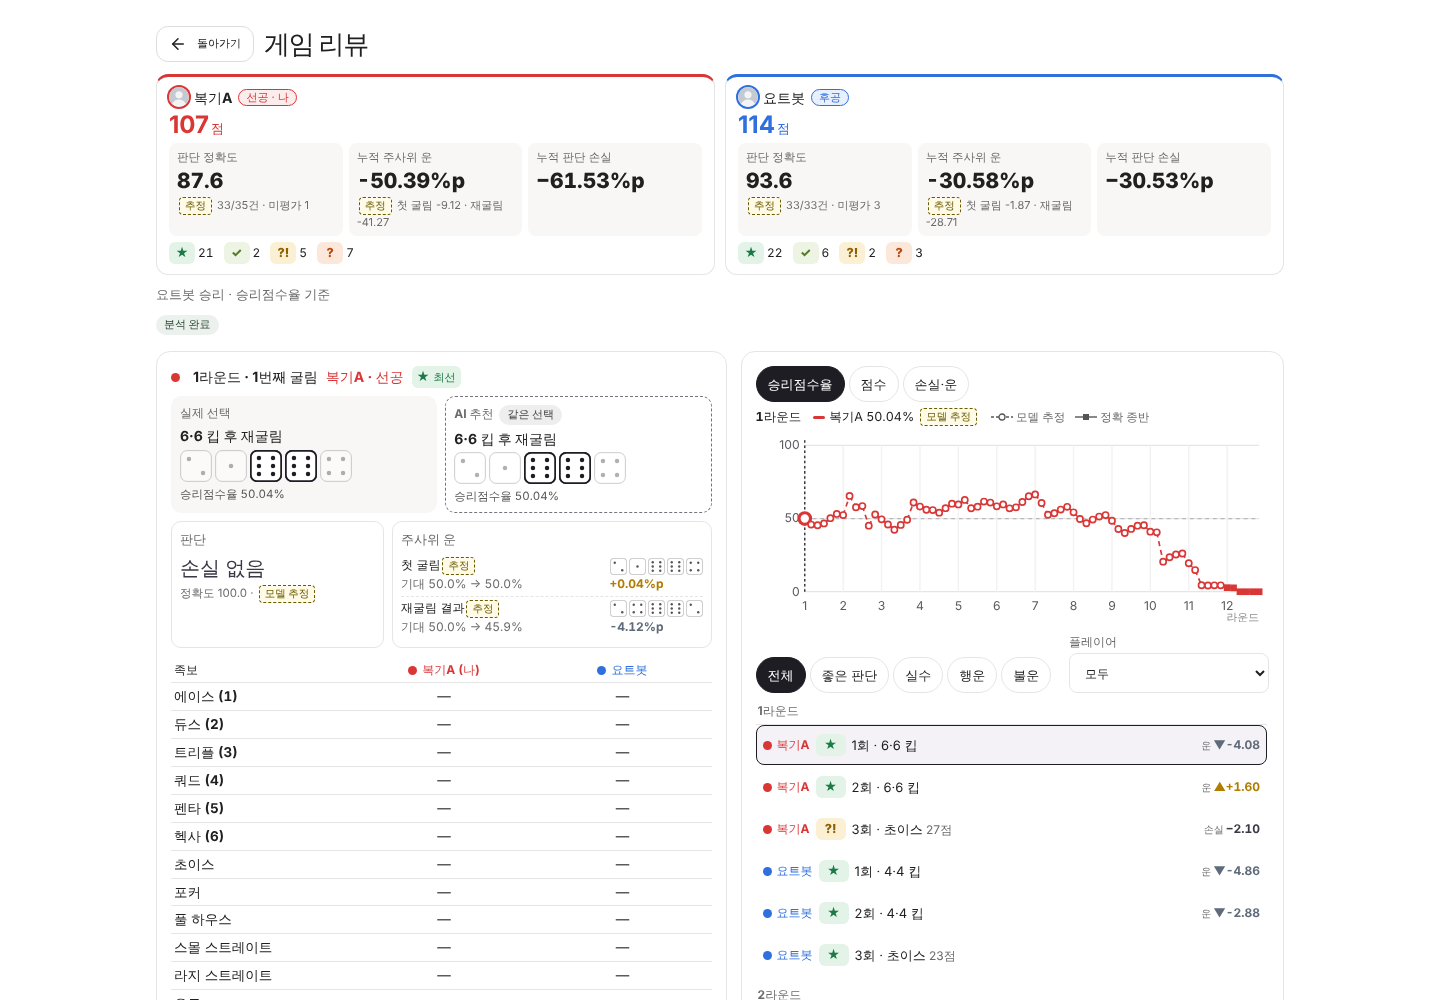 돌아가기
게임 리뷰
복기A 선공 · 나
107점
판단 정확도
87.6
추정 33/35건 · 미평가 1
누적 주사위 운
-50.39%p
추정 첫 굴림 -9.12 · 재굴림
-41.27
누적 판단 손실
−61.53%p
★ 21 ✓ 2 ?! 5 ? 7
요트봇 후공
114점
판단 정확도
93.6
추정 33/33건 · 미평가 3
누적 주사위 운
-30.58%p
추정 첫 굴림 -1.87 · 재굴림
-28.71
누적 판단 손실
−30.53%p
★ 22 ✓ 6 ?! 2 ? 3
요트봇 승리 · 승리점수율 기준
분석 완료
1라운드 · 1번째 굴림 복기A · 선공 ★ 최선
실제 선택
6·6 킵 후 재굴림
승리점수율 50.04%
AI 추천 같은 선택
6·6 킵 후 재굴림
승리점수율 50.04%
판단
손실 없음
정확도 100.0 · 모델 추정
주사위 운
첫 굴림 추정
기대 50.0% → 50.0% +0.04%p
재굴림 결과 추정
기대 50.0% → 45.9% -4.12%p
족보 복기A (나) 요트봇
에이스 (1) — —
듀스 (2) — —
트리플 (3) — —
쿼드 (4) — —
펜타 (5) — —
헥사 (6) — —
초이스 — —
포커 — —
풀 하우스 — —
스몰 스트레이트 — —
라지 스트레이트 — —
승리점수율 점수 손실·운
1라운드 복기A 50.04% 모델 추정 모델 추정 정확 종반
100
50
0
1 2 3 4 5 6 7 8 9 10 11 12
라운드
플레이어
전체 좋은 판단 실수 행운 불운 모두
1라운드
복기A ★ 1회 · 6·6 킵 운 ▼-4.08
복기A ★ 2회 · 6·6 킵 운 ▲+1.60
복기A ?! 3회 · 초이스 27점 손실 −2.10
요트봇 ★ 1회 · 4·4 킵 운 ▼-4.86
요트봇 ★ 2회 · 4·4 킵 운 ▼-2.88
요트봇 ★ 3회 · 초이스 23점
2라운드